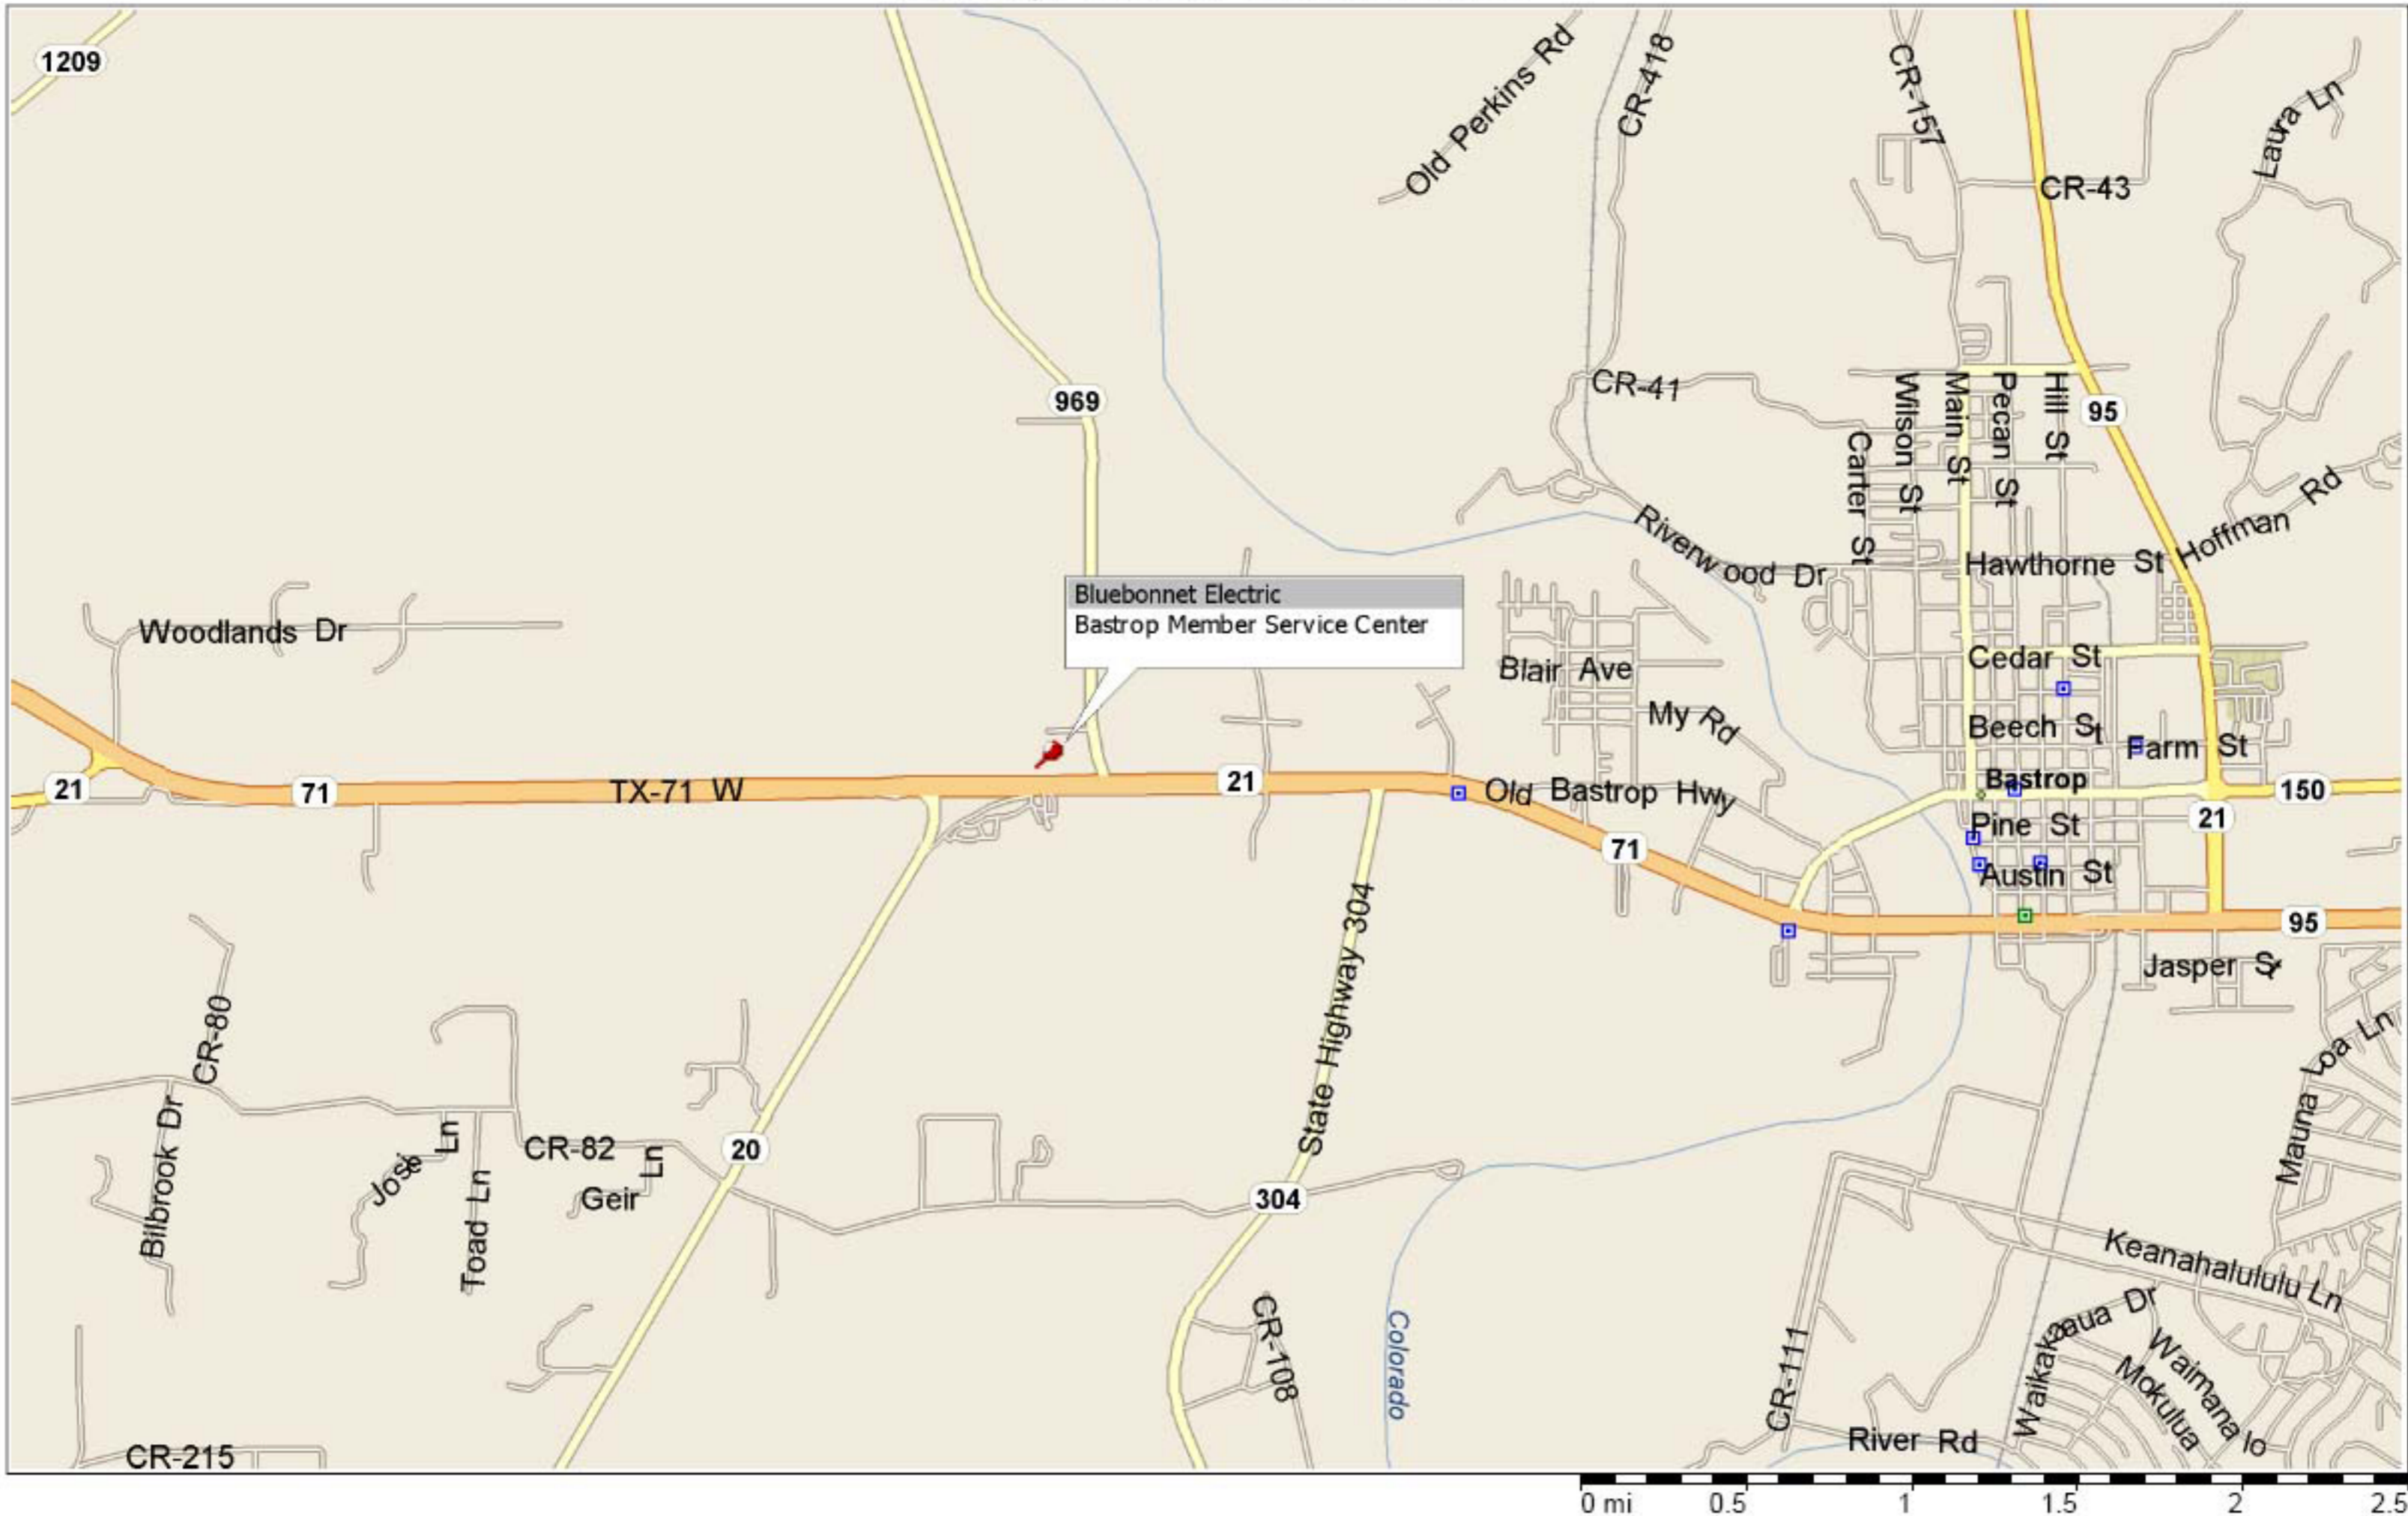 1209
Old Perkins Rd
CR-418
CR-157
Laura Ln
CR-43
969
CR-41
Wilson St
Main St
Pecan St
Hill St
95
Carter St
Hoffman Rd
Riverwood Dr
Hawthorne St
Bluebonnet Electric
Bastrop Member Service Center
Woodlands Dr
Blair Ave
Cedar St
My Rd
Beech St
Farm St
21
71
TX-71 W
21
Old Bastrop Hwy
Bastrop
150
Pine St
21
71
Austin St
95
State Highway 304
Jasper St
CR-80
Mauna Loa Ln
Bilbrook Dr
Jose Ln
Toad Ln
CR-82
Geir Ln
20
304
Keanahalululu Ln
CR-108
Colorado
CR-111
Waikakaaua Dr
Waimanalo
Mokulua
River Rd
CR-215
0 mi 0.5 1 1.5 2 2.5